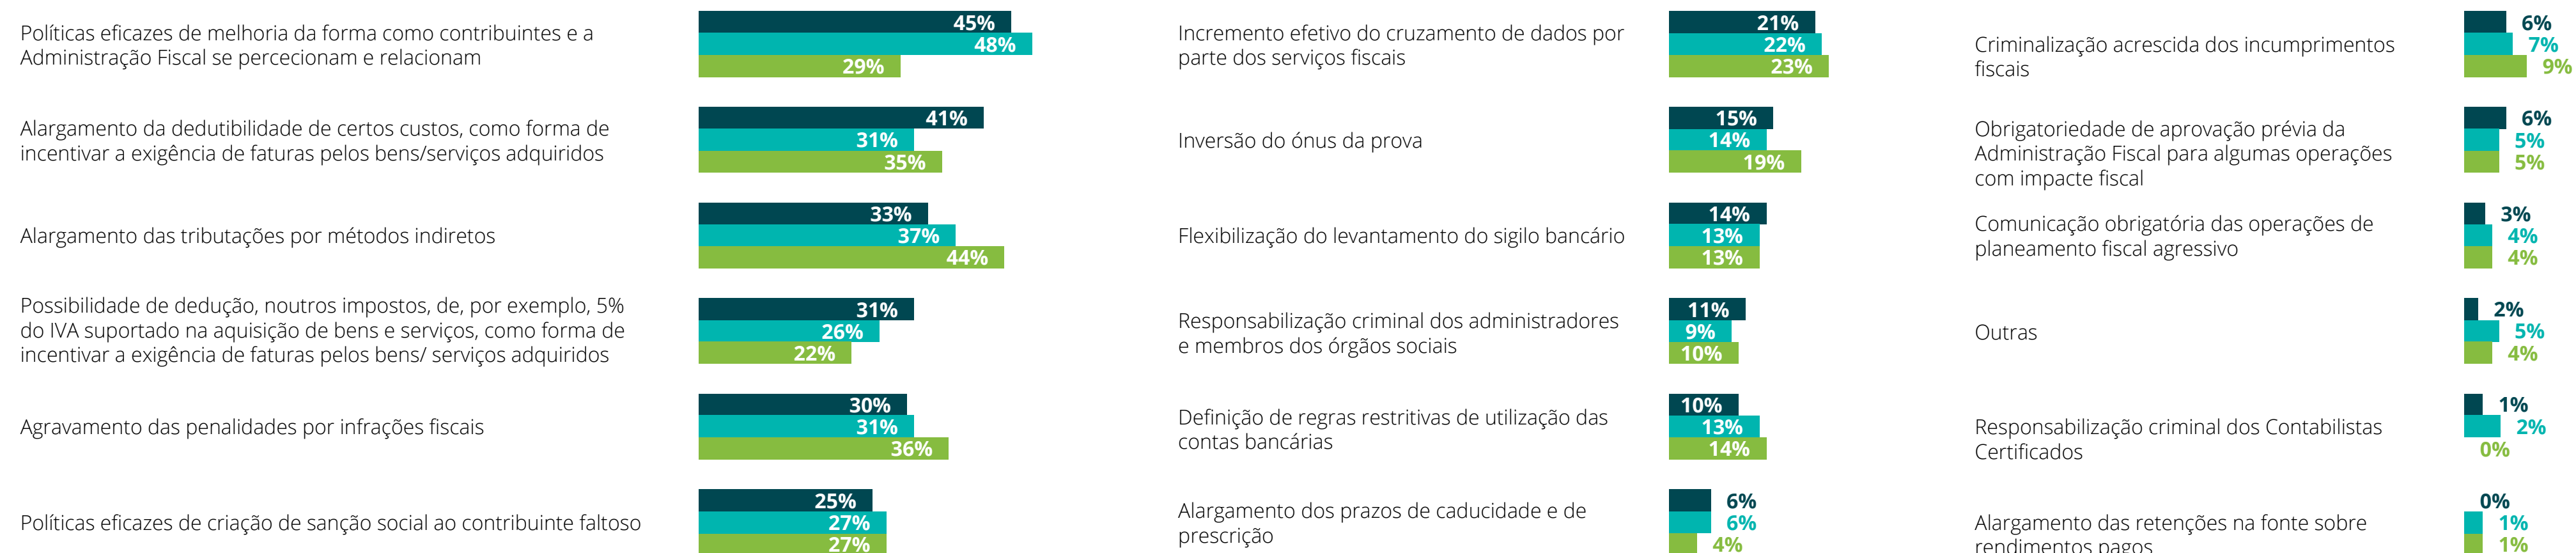 Políticas eficazes de melhoria da forma como contribuintes e a
Administração Fiscal se percecionam e relacionam
45%
48%
29%
Alargamento da dedutibilidade de certos custos, como forma de
incentivar a exigência de faturas pelos bens/serviços adquiridos
41%
31%
35%
Alargamento das tributações por métodos indiretos
33%
37%
44%
Possibilidade de dedução, noutros impostos, de, por exemplo, 5%
do IVA suportado na aquisição de bens e serviços, como forma de
incentivar a exigência de faturas pelos bens/ serviços adquiridos
31%
26%
22%
Agravamento das penalidades por infrações fiscais
30%
31%
36%
Políticas eficazes de criação de sanção social ao contribuinte faltoso
25%
27%
27%
Incremento efetivo do cruzamento de dados por
parte dos serviços fiscais
21%
22%
23%
Inversão do ónus da prova
15%
14%
19%
Flexibilização do levantamento do sigilo bancário
14%
13%
13%
Responsabilização criminal dos administradores
e membros dos órgãos sociais
11%
9%
10%
Definição de regras restritivas de utilização das
contas bancárias
10%
13%
14%
Alargamento dos prazos de caducidade e de
prescrição
6%
6%
4%
Criminalização acrescida dos incumprimentos
fiscais
6%
7%
9%
Obrigatoriedade de aprovação prévia da
Administração Fiscal para algumas operações
com impacte fiscal
6%
5%
5%
Comunicação obrigatória das operações de
planeamento fiscal agressivo
3%
4%
4%
Outras
2%
5%
4%
Responsabilização criminal dos Contabilistas
Certificados
1%
2%
0%
Alargamento das retenções na fonte sobre
rendimentos pagos
0%
1%
1%